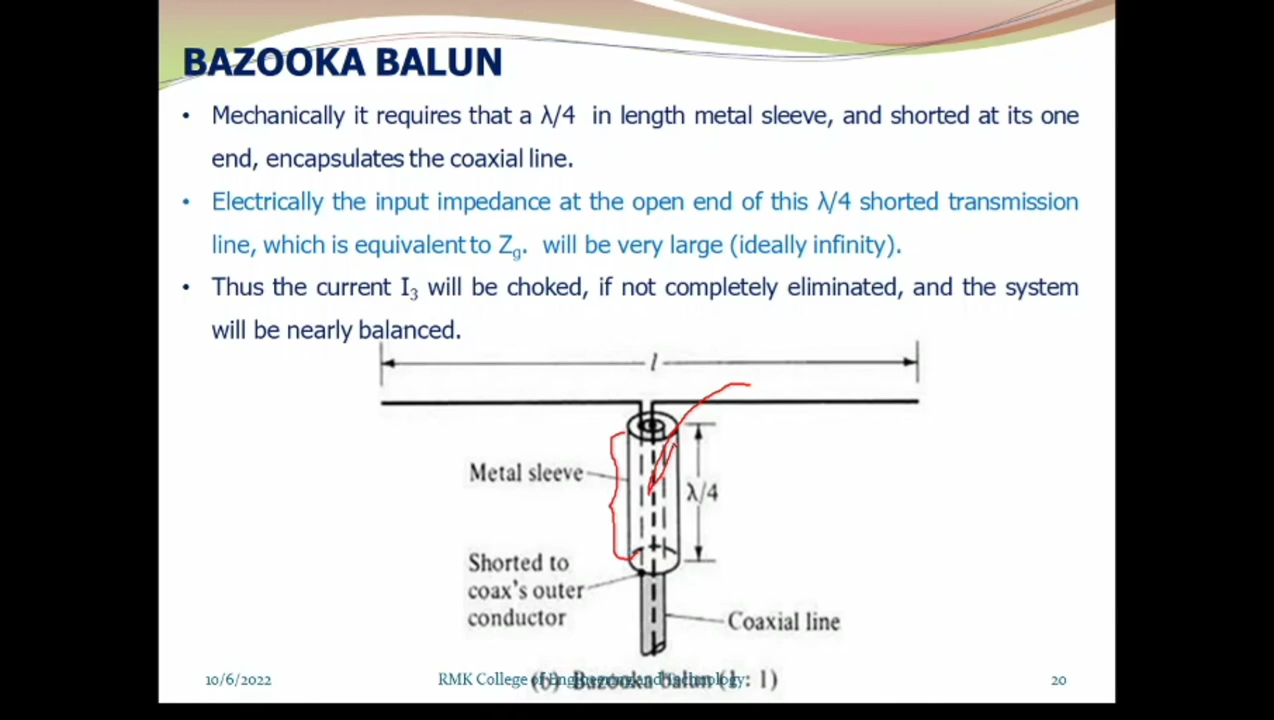 BAZOOKA BALUN
• Mechanically it requires that a λ/4 in length metal sleeve, and shorted at its one
end, encapsulates the coaxial line.
• Electrically the input impedance at the open end of this λ/4 shorted transmission
line, which is equivalent to Zg. will be very large (ideally infinity).
• Thus the current I3 will be choked, if not completely eliminated, and the system
will be nearly balanced.
l
Metal sleeve
λ/4
Shorted to
coax's outer
conductor
Coaxial line
(b) Bazooka balun (1 : 1)
10/6/2022
RMK College of Engineering and Technology
20